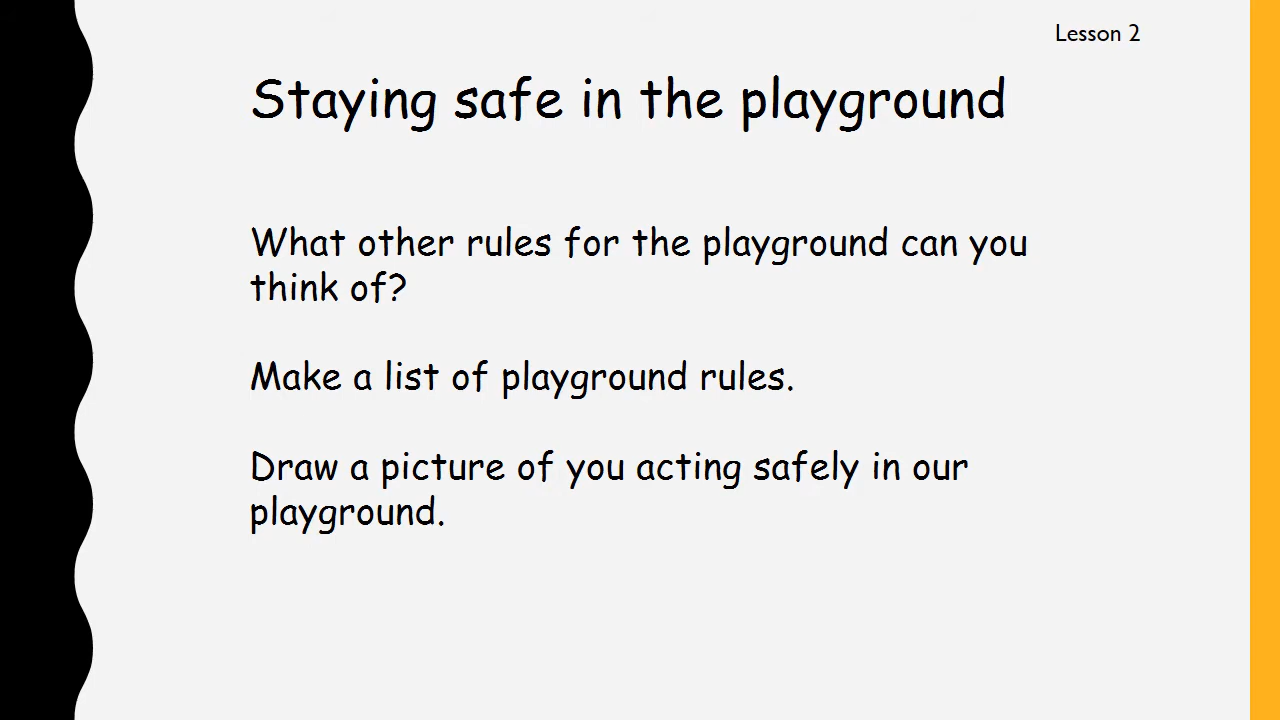 Lesson 2
Staying safe in the playground
What other rules for the playground can you
think of?
Make a list of playground rules.
Draw a picture of you acting safely in our
playground.